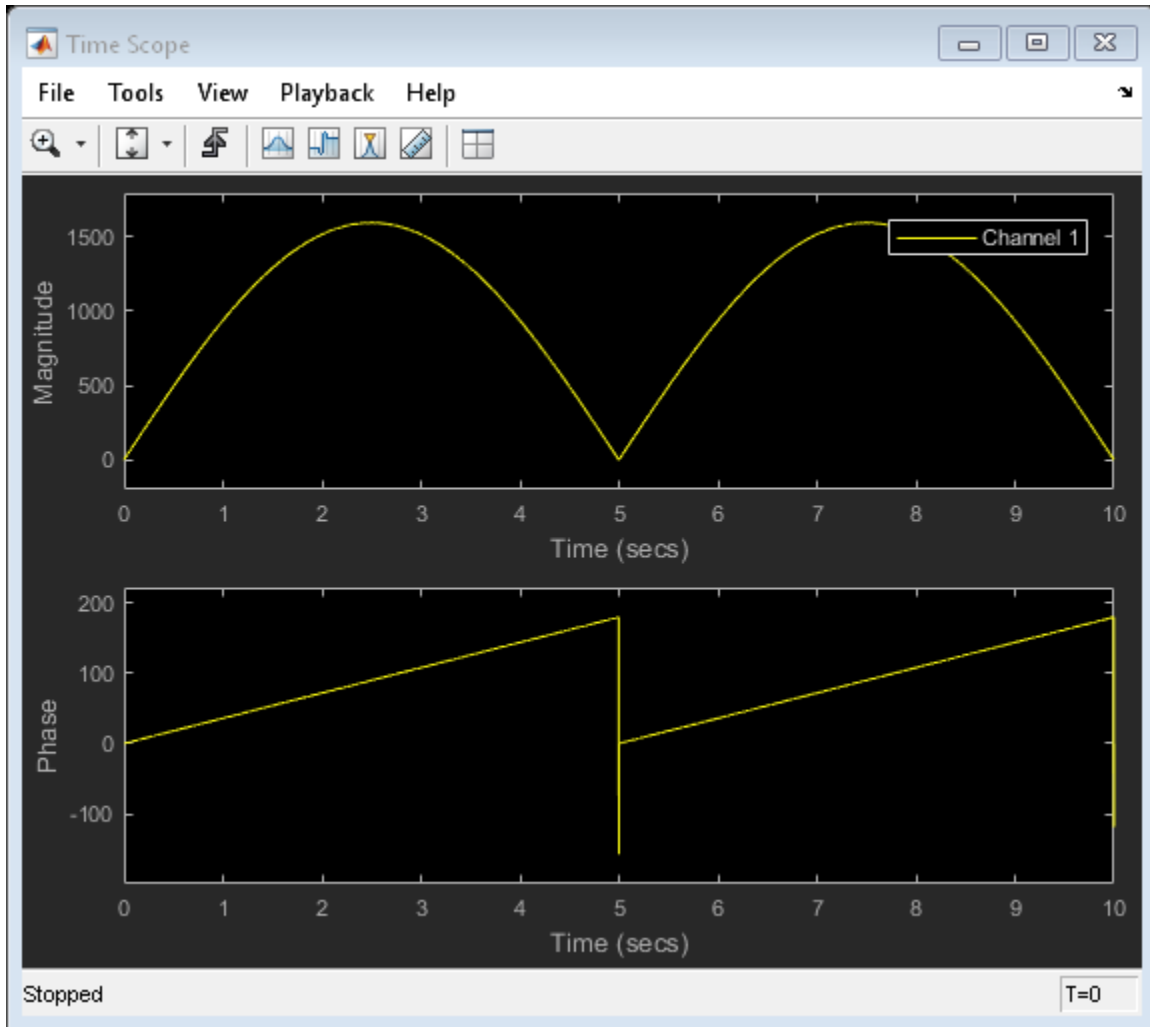 Time Scope
File Tools View Playback Help
1500
1000
500
0
Magnitude
Channel 1
0 1 2 3 4 5 6 7 8 9 10
Time (secs)
200
100
0
-100
Phase
0 1 2 3 4 5 6 7 8 9 10
Time (secs)
Stopped T=0